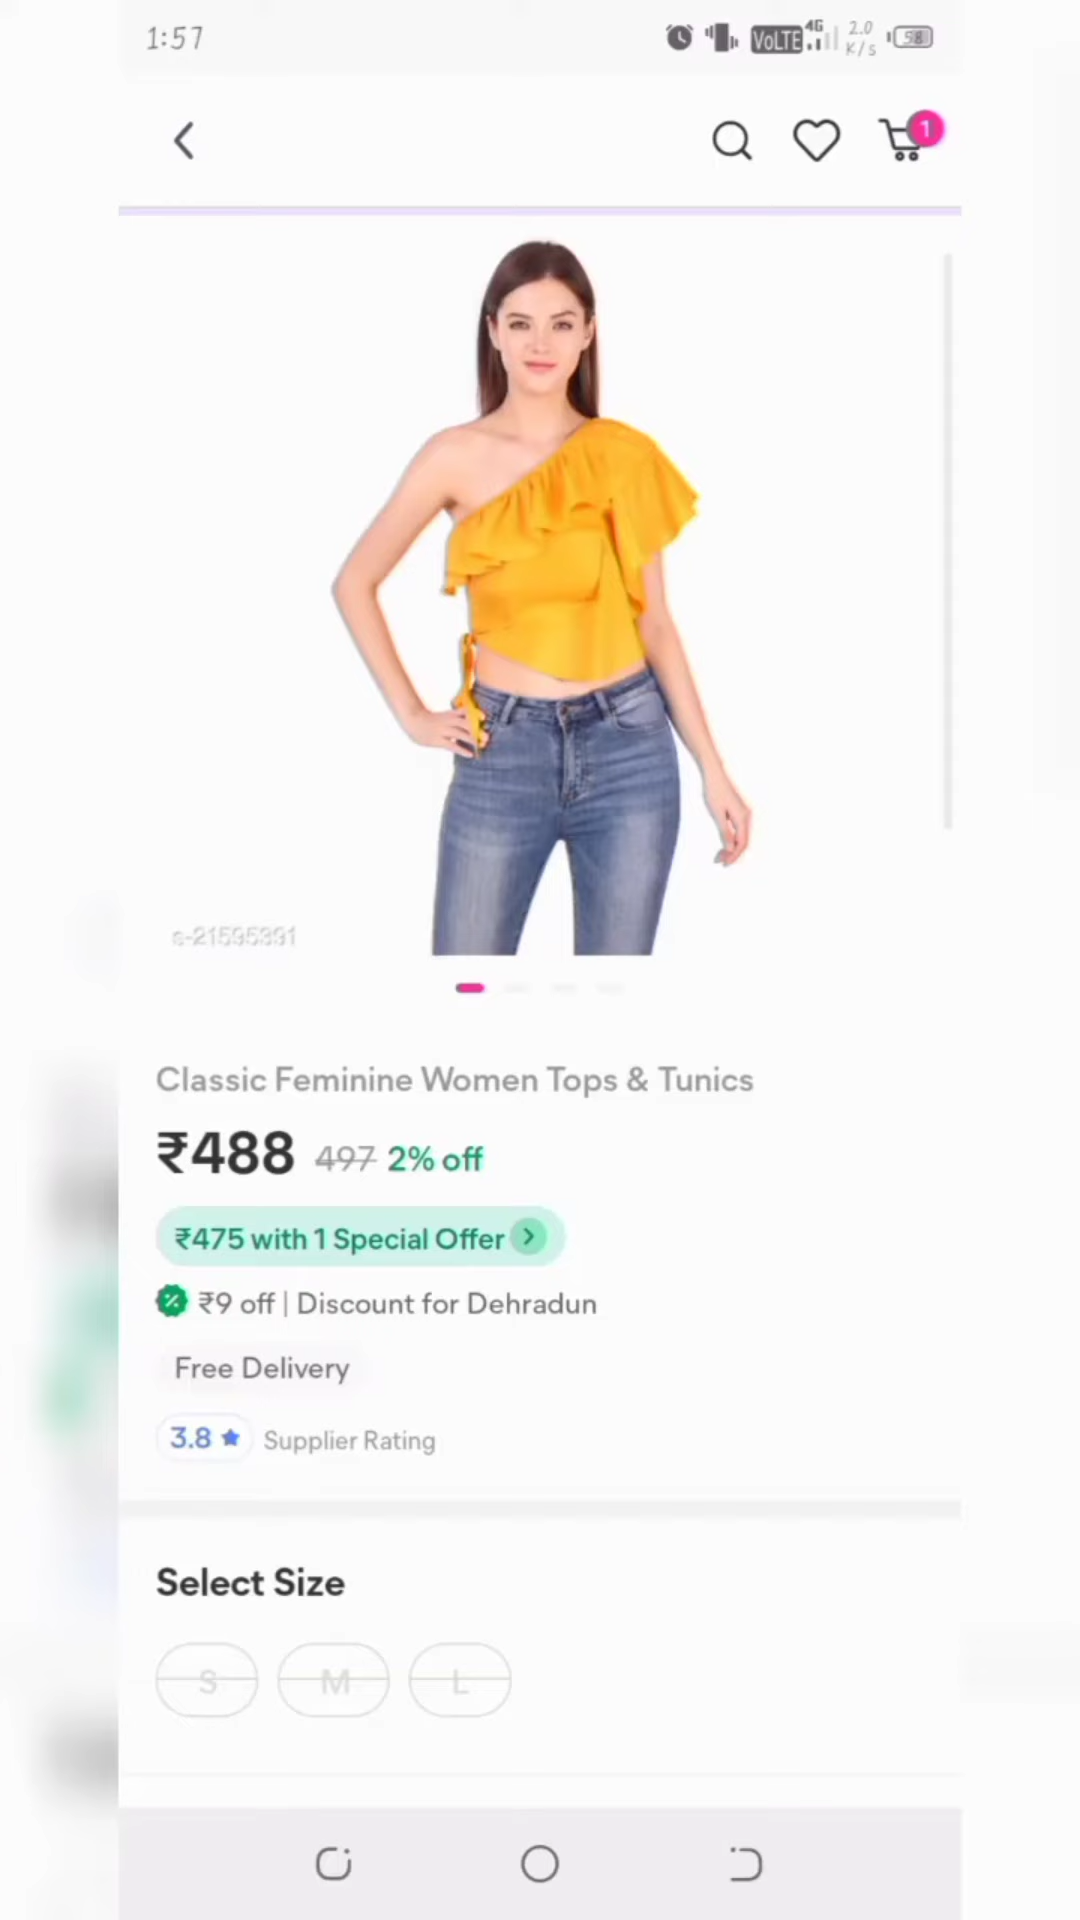 1:57
VoLTE 4G 2.0 K/s 58
1
s-21595391
Classic Feminine Women Tops & Tunics
₹488 497 2% off
₹475 with 1 Special Offer
₹9 off | Discount for Dehradun
Free Delivery
3.8 Supplier Rating
Select Size
S M L